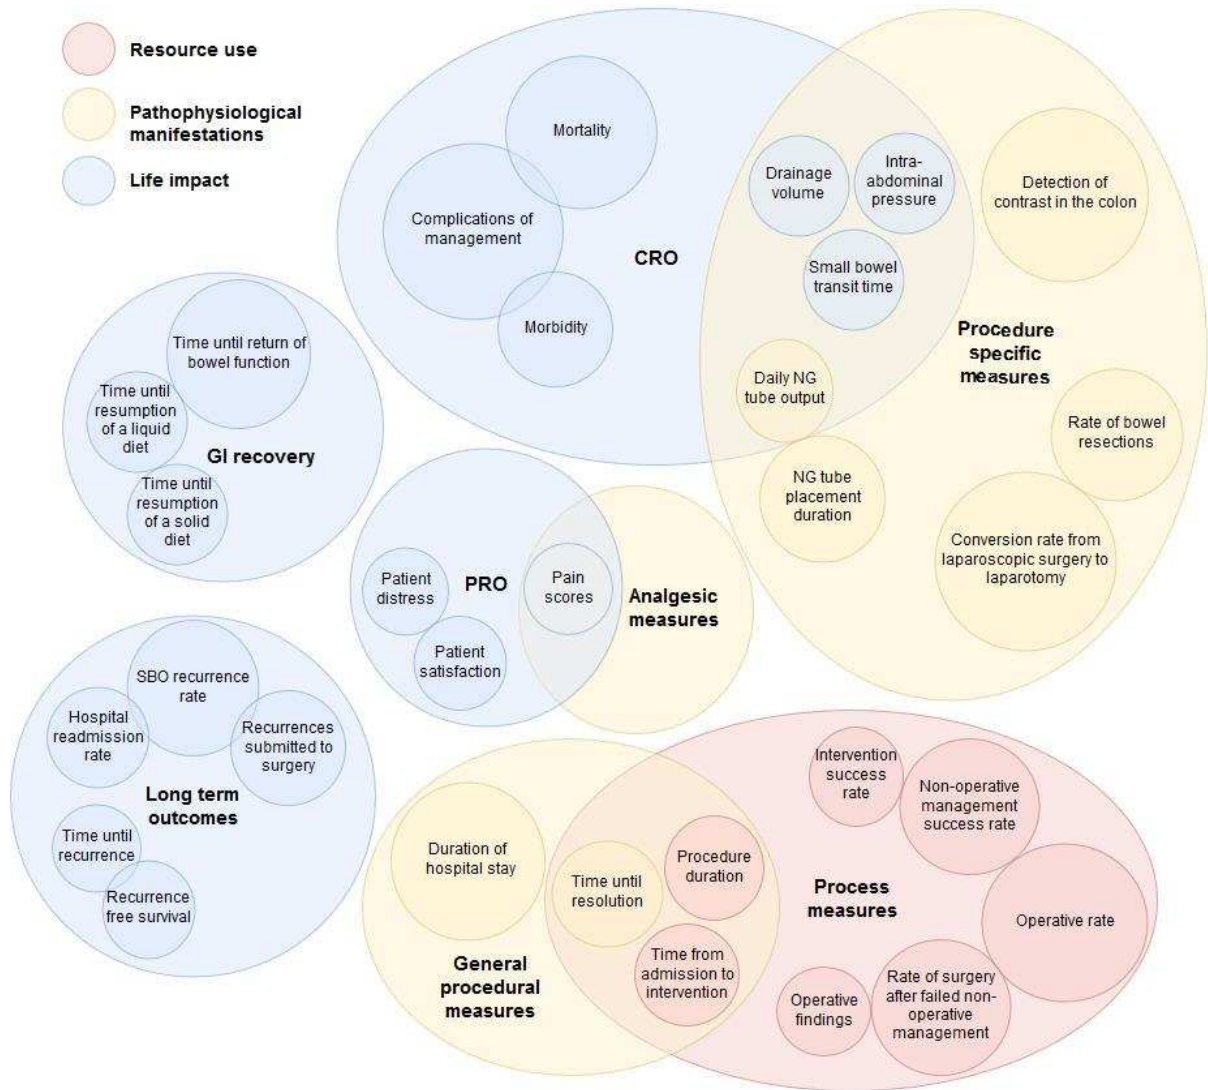 Resource use
Pathophysiological
manifestations
Life impact
Mortality
Complications of
management
Morbidity
CRO
Drainage
volume
Intra-
abdominal
pressure
Small bowel
transit time
Detection of
contrast in the colon
Procedure
specific
measures
Daily NG
tube output
NG tube
placement
duration
Rate of bowel
resections
Conversion rate from
laparoscopic surgery to
laparotomy
Time until return of
bowel function
Time until
resumption
of a liquid
diet
GI recovery
Time until
resumption
of a solid
diet
Patient
distress
PRO
Pain
scores
Patient
satisfaction
Analgesic
measures
SBO recurrence
rate
Hospital
readmission
rate
Recurrences
submitted to
surgery
Long term
outcomes
Time until
recurrence
Recurrence
free survival
Duration of
hospital stay
Time until
resolution
Procedure
duration
Time from
admission to
intervention
General
procedural
measures
Intervention
success
rate
Non-operative
management
success rate
Process
measures
Operative rate
Operative
findings
Rate of surgery
after failed non-
operative
management